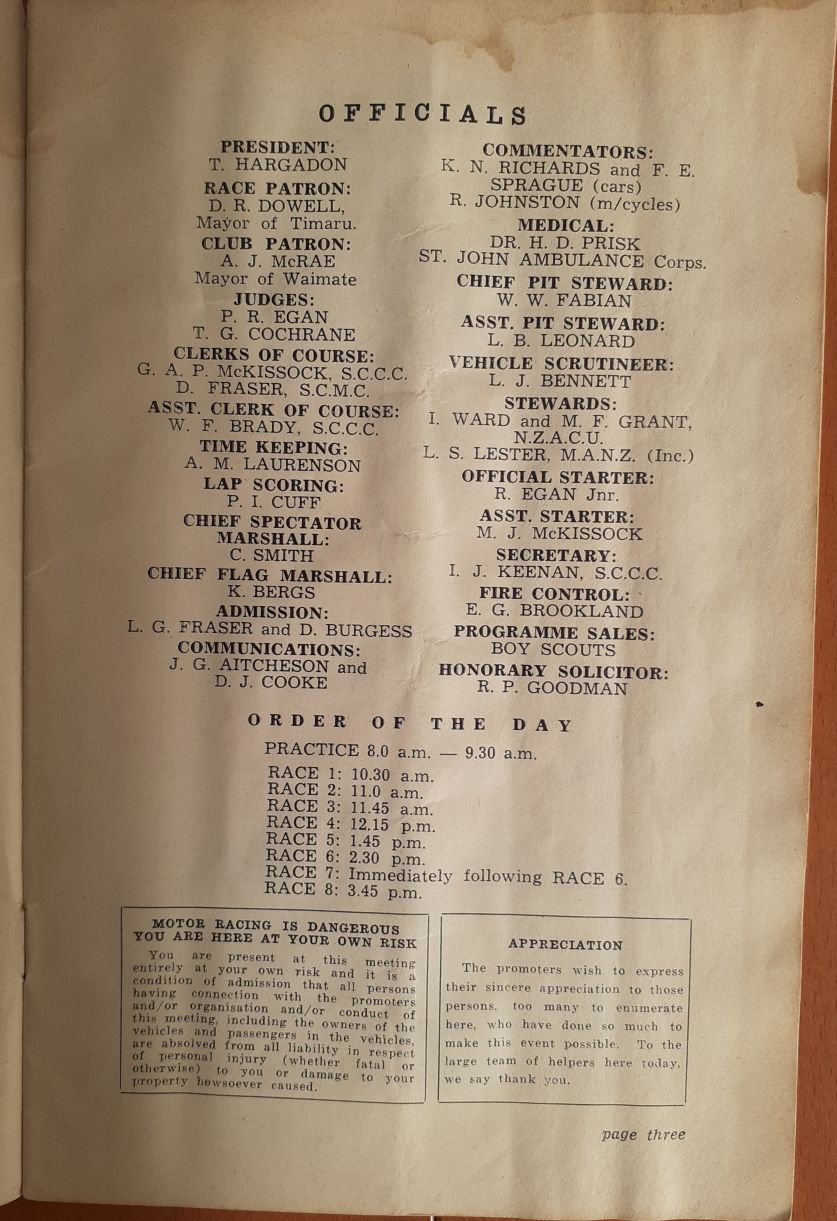 OFFICIALS
PRESIDENT:
T. HARGADON
RACE PATRON:
D. R. DOWELL,
Mayor of Timaru.
CLUB PATRON:
A. J. McRAE
Mayor of Waimate
JUDGES:
P. R. EGAN
T. G. COCHRANE
CLERKS OF COURSE:
G. A. P. McKISSOCK, S.C.C.C.
D. FRASER, S.C.M.C.
ASST. CLERK OF COURSE:
W. F. BRADY, S.C.C.C.
TIME KEEPING:
A. M. LAURENSON
LAP SCORING:
P. I. CUFF
CHIEF SPECTATOR
MARSHALL:
C. SMITH
CHIEF FLAG MARSHALL:
K. BERGS
ADMISSION:
L. G. FRASER and D. BURGESS
COMMUNICATIONS:
J. G. AITCHESON and
D. J. COOKE
COMMENTATORS:
K. N. RICHARDS and F. E.
SPRAGUE (cars)
R. JOHNSTON (m/cycles)
MEDICAL:
DR. H. D. PRISK
ST. JOHN AMBULANCE Corps.
CHIEF PIT STEWARD:
W. W. FABIAN
ASST. PIT STEWARD:
L. B. LEONARD
VEHICLE SCRUTINEER:
L. J. BENNETT
STEWARDS:
I. WARD and M. F. GRANT,
N.Z.A.C.U.
L. S. LESTER, M.A.N.Z. (Inc.)
OFFICIAL STARTER:
R. EGAN Jnr.
ASST. STARTER:
M. J. McKISSOCK
SECRETARY:
I. J. KEENAN, S.C.C.C.
FIRE CONTROL:
E. G. BROOKLAND
PROGRAMME SALES:
BOY SCOUTS
HONORARY SOLICITOR:
R. P. GOODMAN
ORDER OF THE DAY
PRACTICE 8.0 a.m. — 9.30 a.m.
RACE 1: 10.30 a.m.
RACE 2: 11.0 a.m.
RACE 3: 11.45 a.m.
RACE 4: 12.15 p.m.
RACE 5: 1.45 p.m.
RACE 6: 2.30 p.m.
RACE 7: Immediately following RACE 6.
RACE 8: 3.45 p.m.
MOTOR RACING IS DANGEROUS
YOU ARE HERE AT YOUR OWN RISK
You are present at this meeting
entirely at your own risk and it is a
condition of admission that all persons
having connection with the promoters
and/or organisation and/or conduct of
this meeting, including the owners of the
vehicles and passengers in the vehicles,
are absolved from all liability in respect
of personal injury (whether fatal or
otherwise) to you or damage to your
property howsoever caused.
APPRECIATION
The promoters wish to express
their sincere appreciation to those
persons, too many to enumerate
here, who have done so much to
make this event possible. To the
large team of helpers here today,
we say thank you.
page three